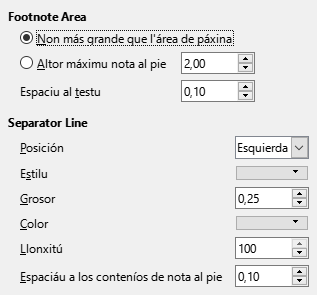 Footnote Area
Non más grande que l'área de páxina
Altor máximu nota al pie 2,00
Espaciu al testu 0,10
Separator Line
Posición Esquierda
Estilu
Grosor 0,25
Color
Llonxitú 100
Espaciáu a los conteníos de nota al pie 0,10